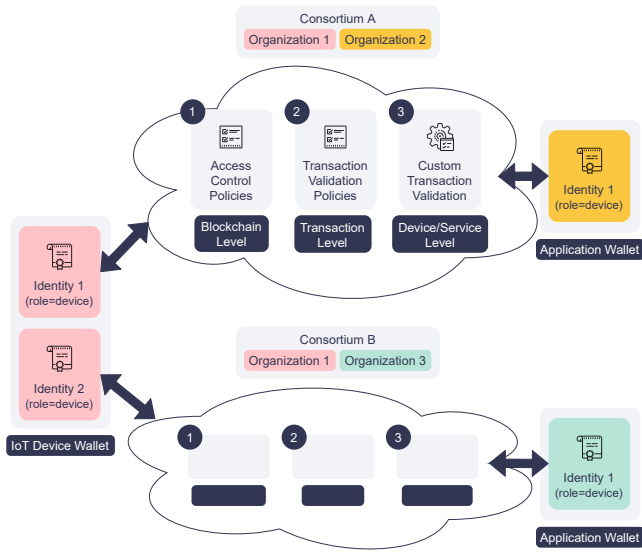 Consortium A
Organization 1
Organization 2
1
2
3
Access
Control
Policies
Transaction
Validation
Policies
Custom
Transaction
Validation
Blockchain
Level
Transaction
Level
Device/Service
Level
Identity 1
(role=device)
Application Wallet
Identity 1
(role=device)
Identity 2
(role=device)
IoT Device Wallet
Consortium B
Organization 1
Organization 3
1
2
3
Identity 1
(role=device)
Application Wallet